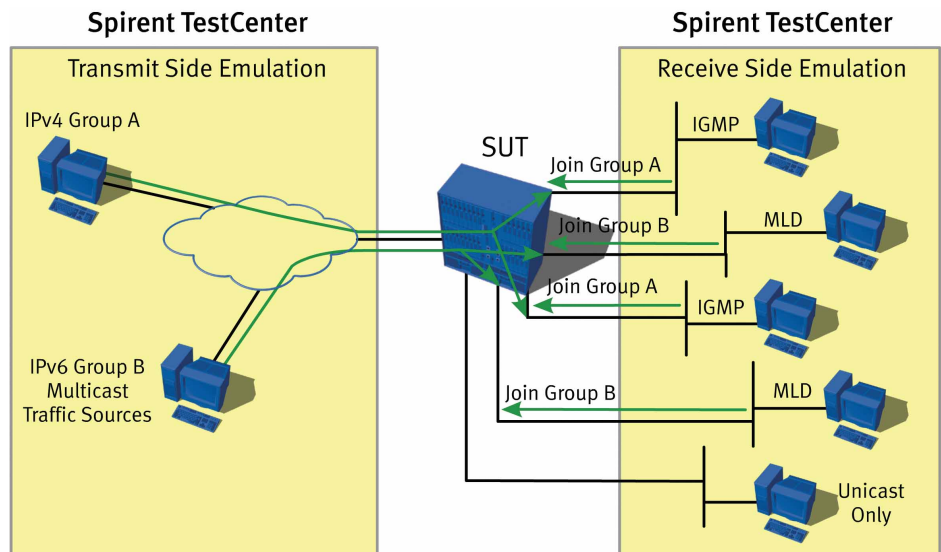 Spirent TestCenter
Transmit Side Emulation
IPv4 Group A
IPv6 Group B
Multicast
Traffic Sources
SUT
Join Group A
Join Group B
Join Group A
Join Group B
Spirent TestCenter
Receive Side Emulation
IGMP
MLD
IGMP
MLD
Unicast
Only